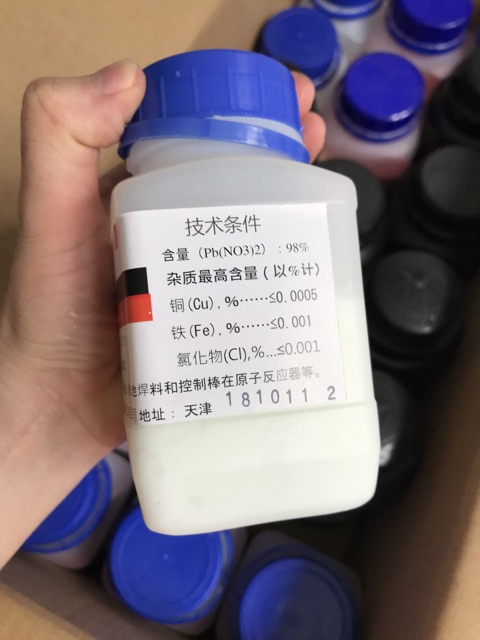 技术条件
含量（Pb(NO3)2）：98%
杂质最高含量(以%计)
铜(Cu),%……≤0.0005
铁(Fe),%……≤0.001
氯化物(Cl),%…≤0.001
池焊料和控制棒在原子反应器等。
地址：天津 181011 2